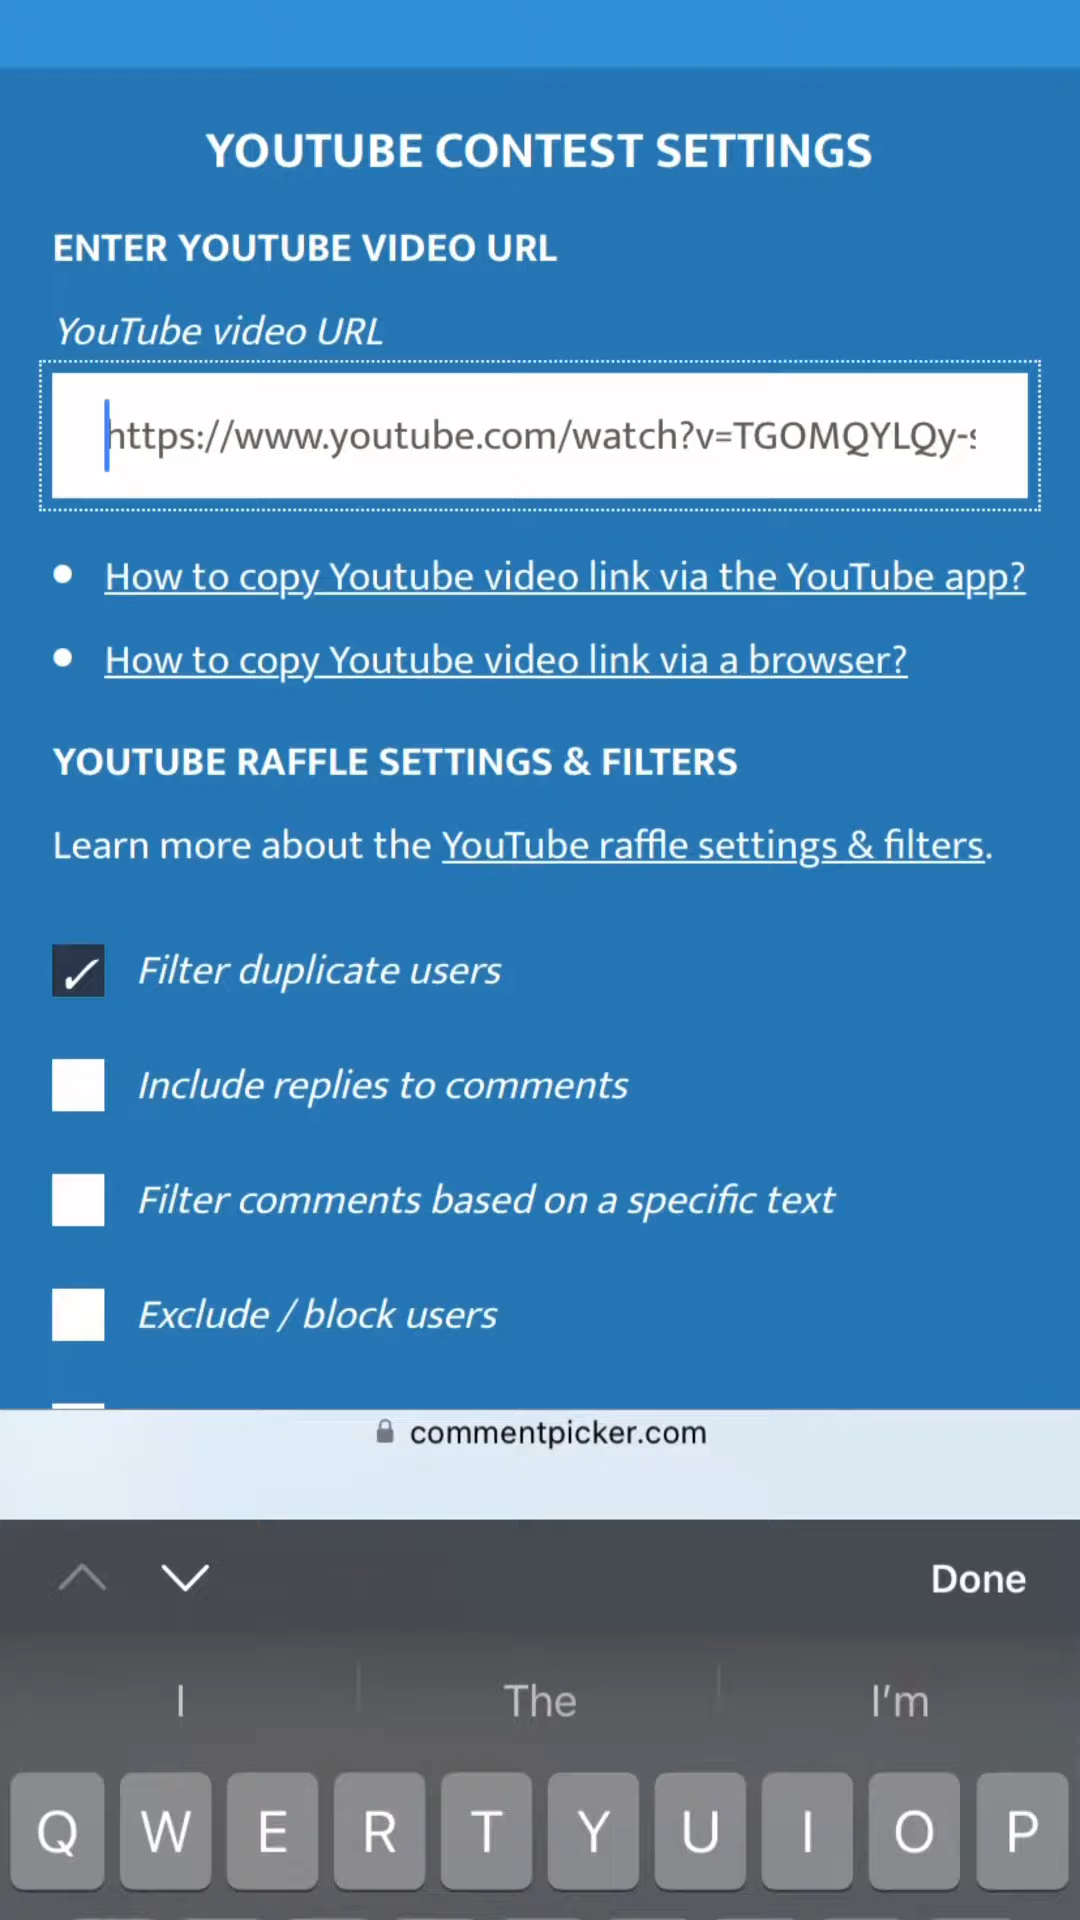 YOUTUBE CONTEST SETTINGS
ENTER YOUTUBE VIDEO URL
YouTube video URL
https://www.youtube.com/watch?v=TGOMQYLQy-s
• How to copy Youtube video link via the YouTube app?
• How to copy Youtube video link via a browser?
YOUTUBE RAFFLE SETTINGS & FILTERS
Learn more about the YouTube raffle settings & filters.
Filter duplicate users
Include replies to comments
Filter comments based on a specific text
Exclude / block users
commentpicker.com
Done
I The I'm
Q W E R T Y U I O P